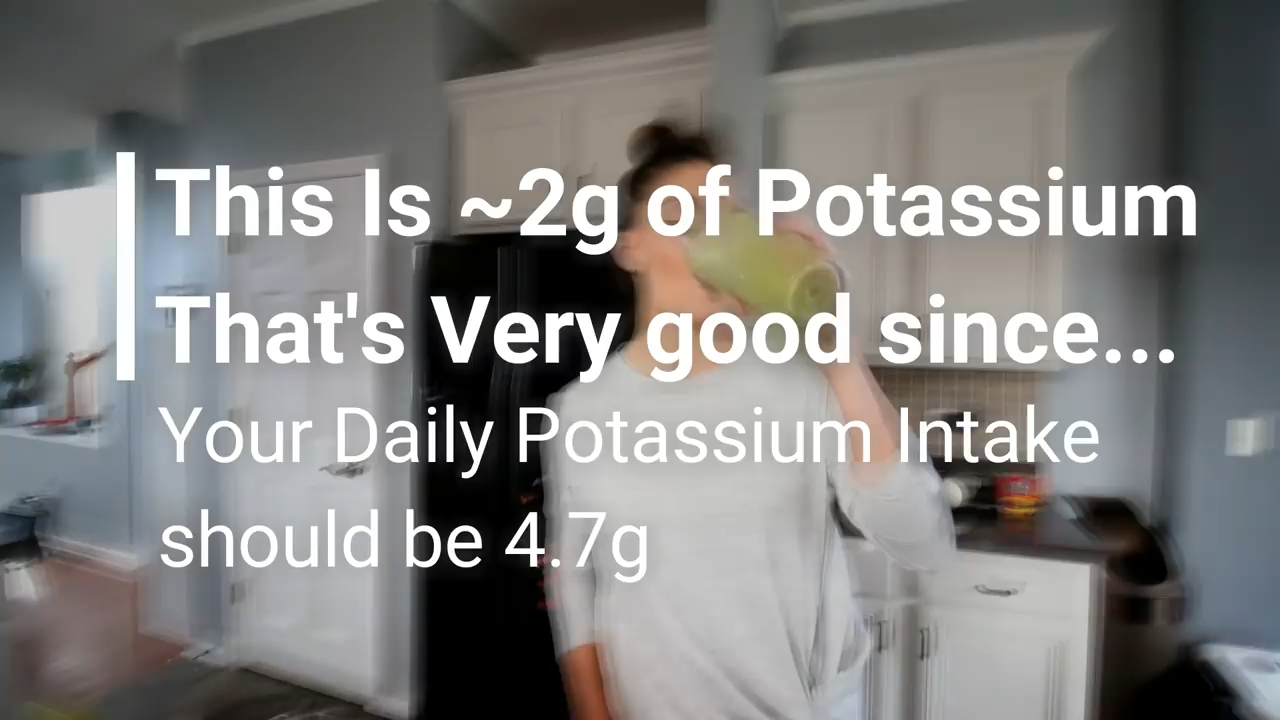 This Is ~2g of Potassium
That's Very good since...
Your Daily Potassium Intake
should be 4.7g